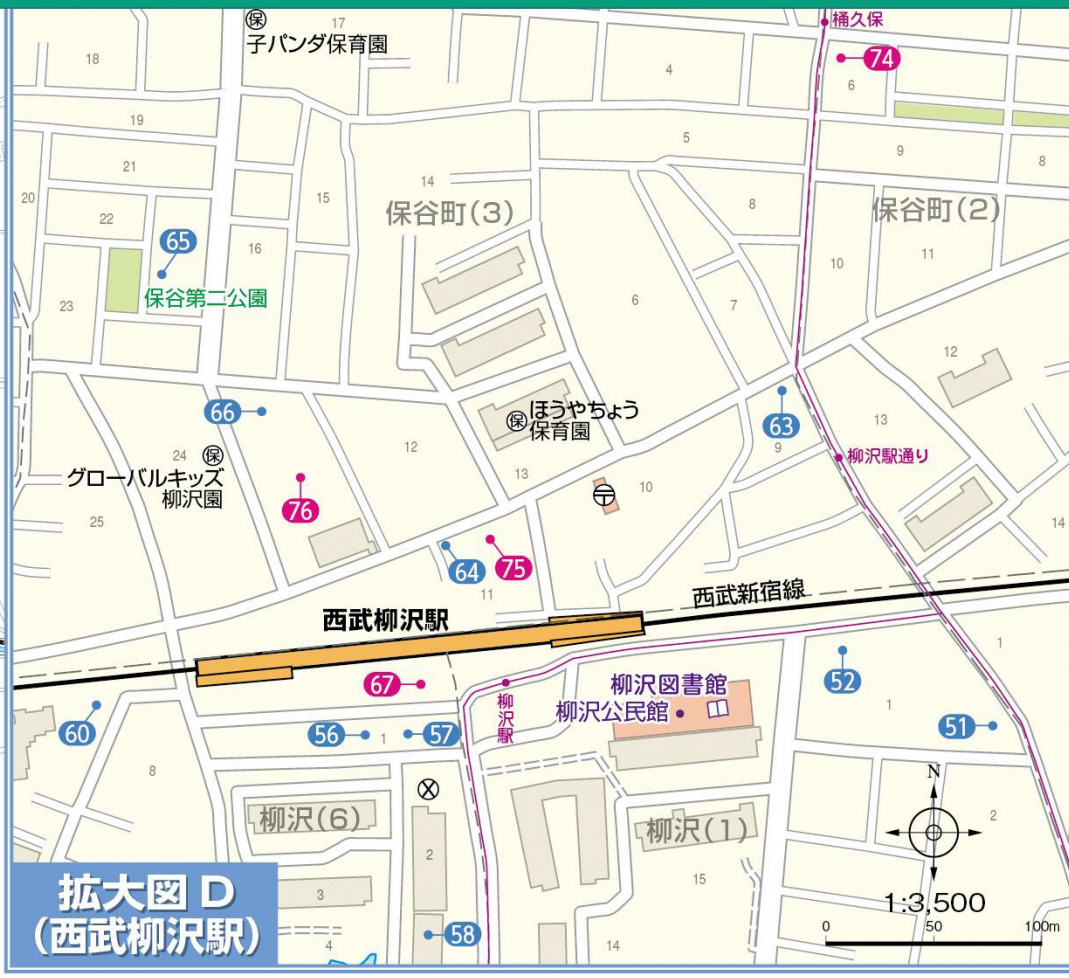 17
保
子パンダ保育園
桶久保
74
18
4
6
19
5
9
8
21
20
15
14
保谷町(3)
保谷町(2)
22
8
65
16
10
11
保谷第二公園
23
6
7
12
66
保
ほうやちょう
保育園
63
13
24
保
12
9
グローバルキッズ
柳沢園
13
柳沢駅通り
76
〒
10
25
14
64
75
11
西武柳沢駅
西武新宿線
1
67
柳沢図書館
52
柳沢公民館
柳沢駅
60
56
1
57
1
51
8
N
柳沢(6)
柳沢(1)
2
2
拡大図 D
(西武柳沢駅)
3
15
1:3,500
0
50
100m
58
4
14